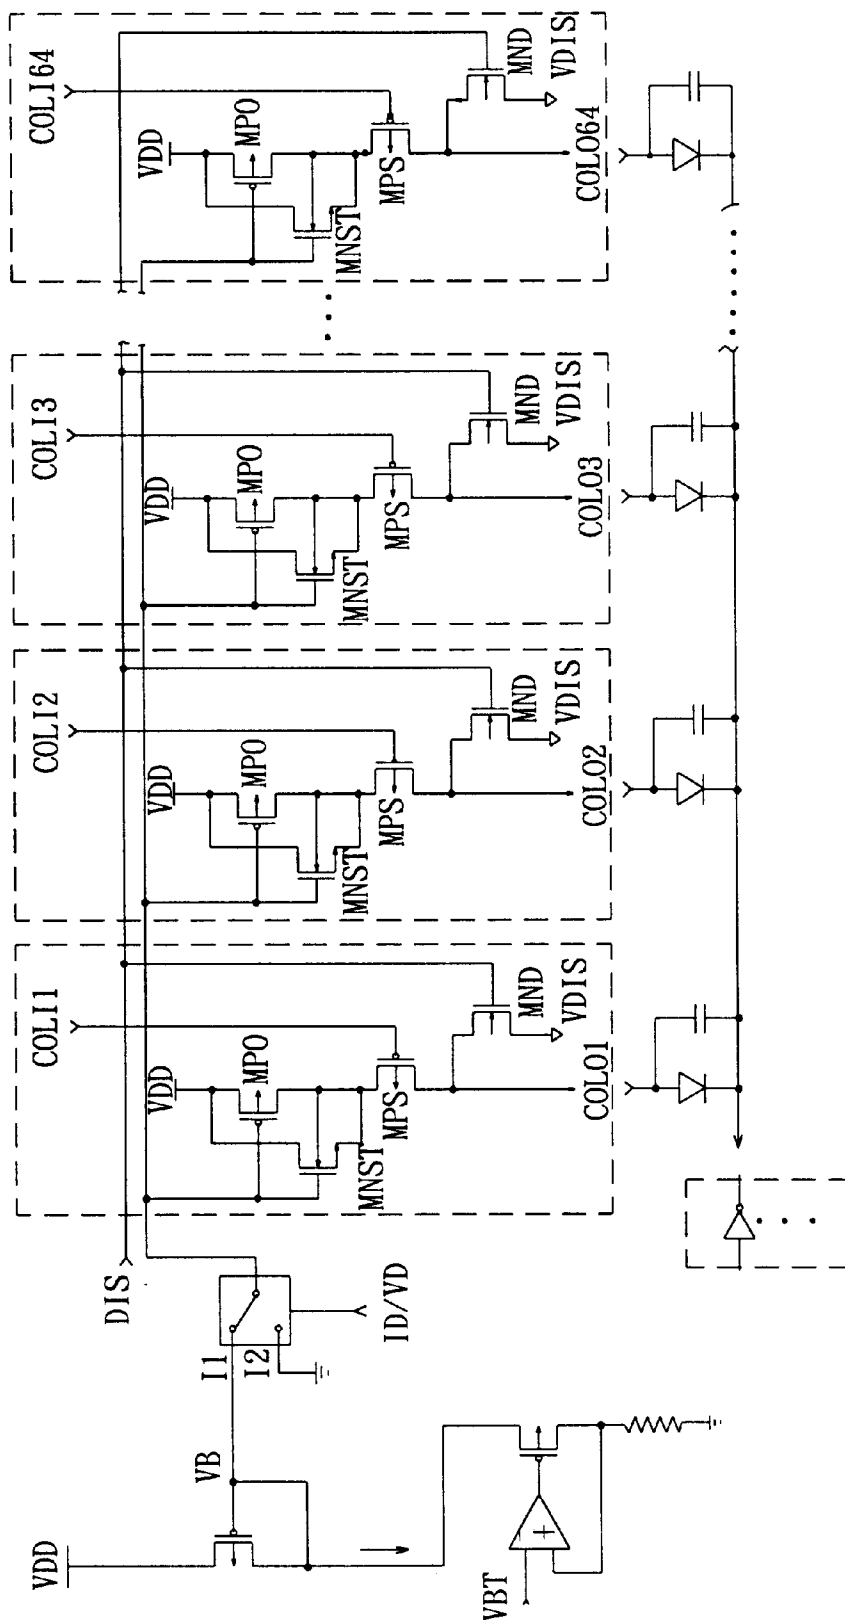 VDD
VB
I1
I2
ID/VD
VBT
+
DIS
COLI1
VDD
MPO
MNST
MPS
MND
VDIS
COLO1
COLI2
VDD
MPO
MNST
MPS
MND
VDIS
COLO2
COLI3
VDD
MPO
MNST
MPS
MND
VDIS
COLO3
COLI64
VDD
MPO
MNST
MPS
MND
VDIS
COLO64